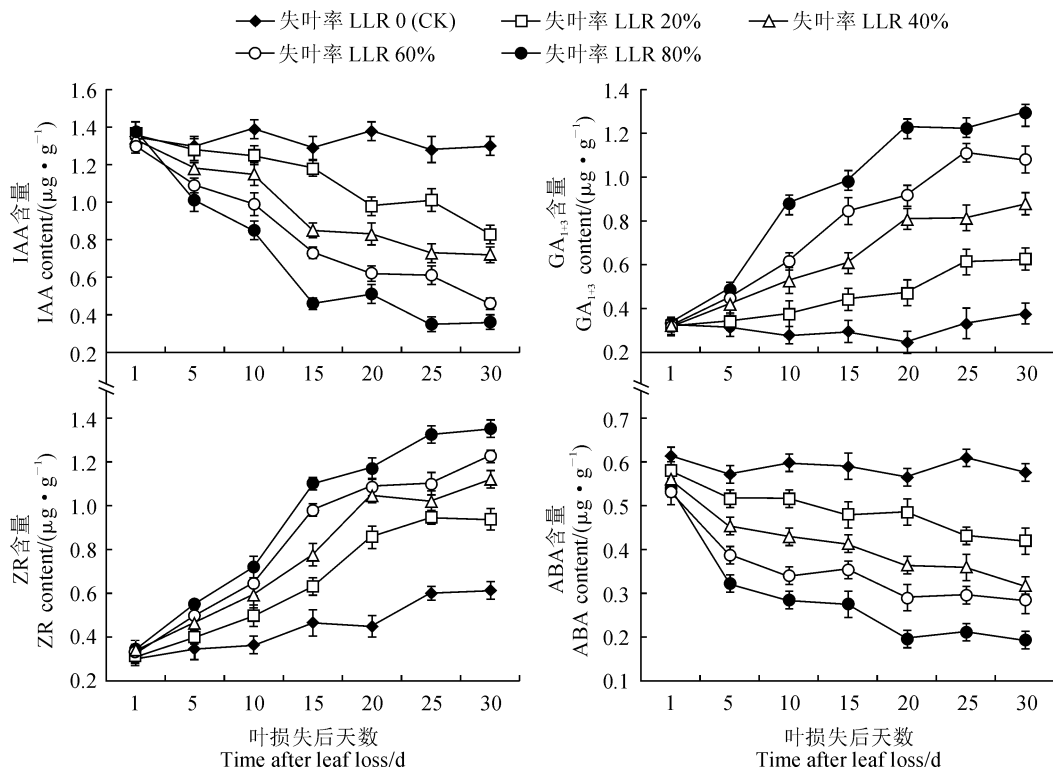 失叶率 LLR 0 (CK)
失叶率 LLR 20%
失叶率 LLR 40%
失叶率 LLR 60%
失叶率 LLR 80%
IAA含量
IAA content/(μg·g⁻¹)
1.6
1.4
1.2
1.0
0.8
0.6
0.4
0.2
1 5 10 15 20 25 30
GA₁₊₃含量
GA₁₊₃ content/(μg·g⁻¹)
1.4
1.2
1.0
0.8
0.6
0.4
0.2
1 5 10 15 20 25 30
ZR含量
ZR content/(μg·g⁻¹)
1.4
1.2
1.0
0.8
0.6
0.4
0.2
1 5 10 15 20 25 30
叶损失后天数
Time after leaf loss/d
ABA含量
ABA content/(μg·g⁻¹)
0.7
0.6
0.5
0.4
0.3
0.2
0.1
1 5 10 15 20 25 30
叶损失后天数
Time after leaf loss/d